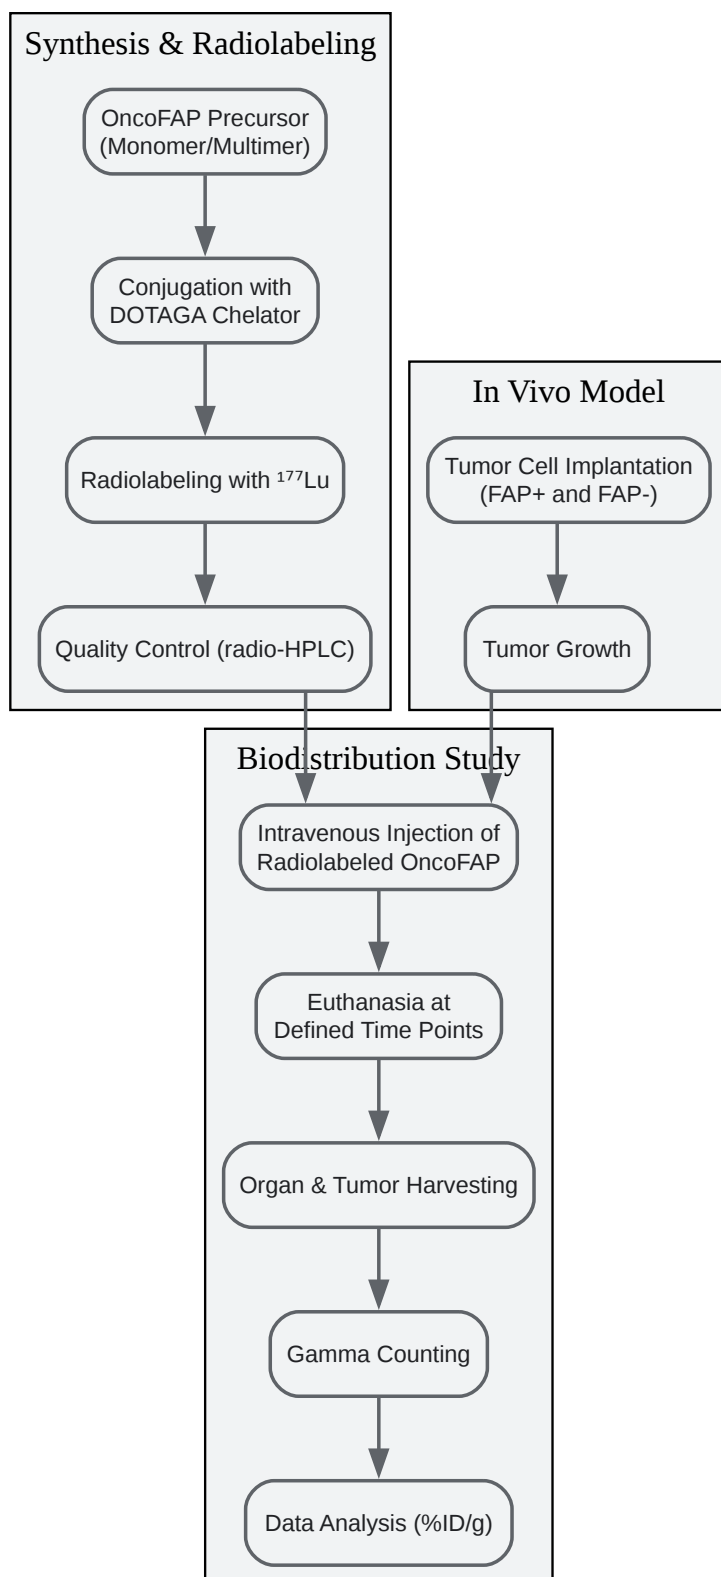 Synthesis & Radiolabeling
OncoFAP Precursor
(Monomer/Multimer)
Conjugation with
DOTAGA Chelator
Radiolabeling with ¹⁷⁷Lu
Quality Control (radio-HPLC)
In Vivo Model
Tumor Cell Implantation
(FAP+ and FAP-)
Tumor Growth
Biodistribution Study
Intravenous Injection of
Radiolabeled OncoFAP
Euthanasia at
Defined Time Points
Organ & Tumor Harvesting
Gamma Counting
Data Analysis (%ID/g)